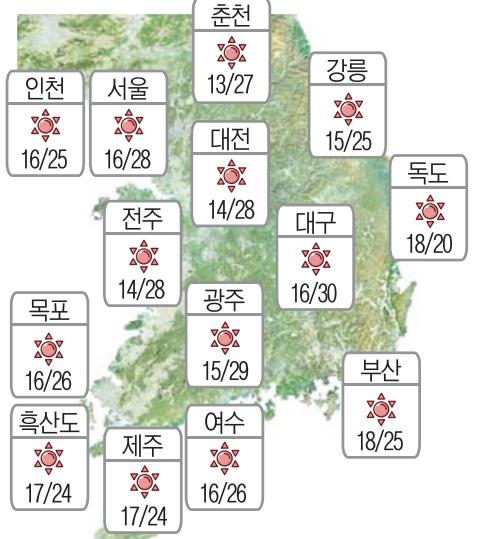 춘천
13/27
강릉
15/25
인천
16/25
서울
16/28
대전
14/28
독도
18/20
전주
14/28
대구
16/30
광주
15/29
목포
16/26
부산
18/25
흑산도
17/24
제주
17/24
여수
16/26